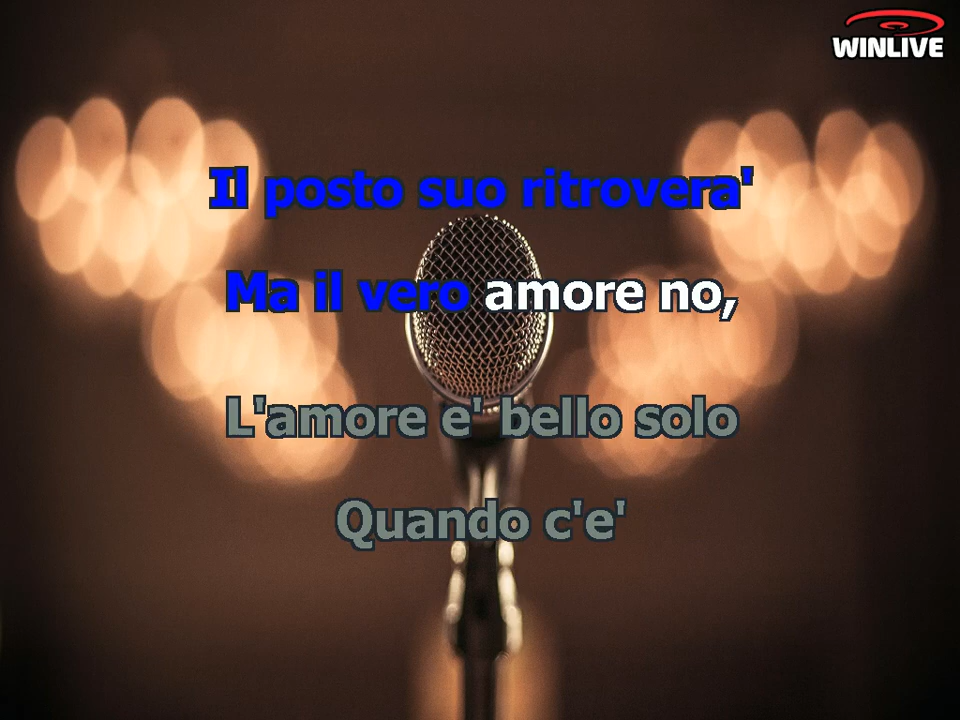 WINLIVE
Il posto suo ritrovera'
Ma il vero amore no,
L'amore e' bello solo
Quando c'e'